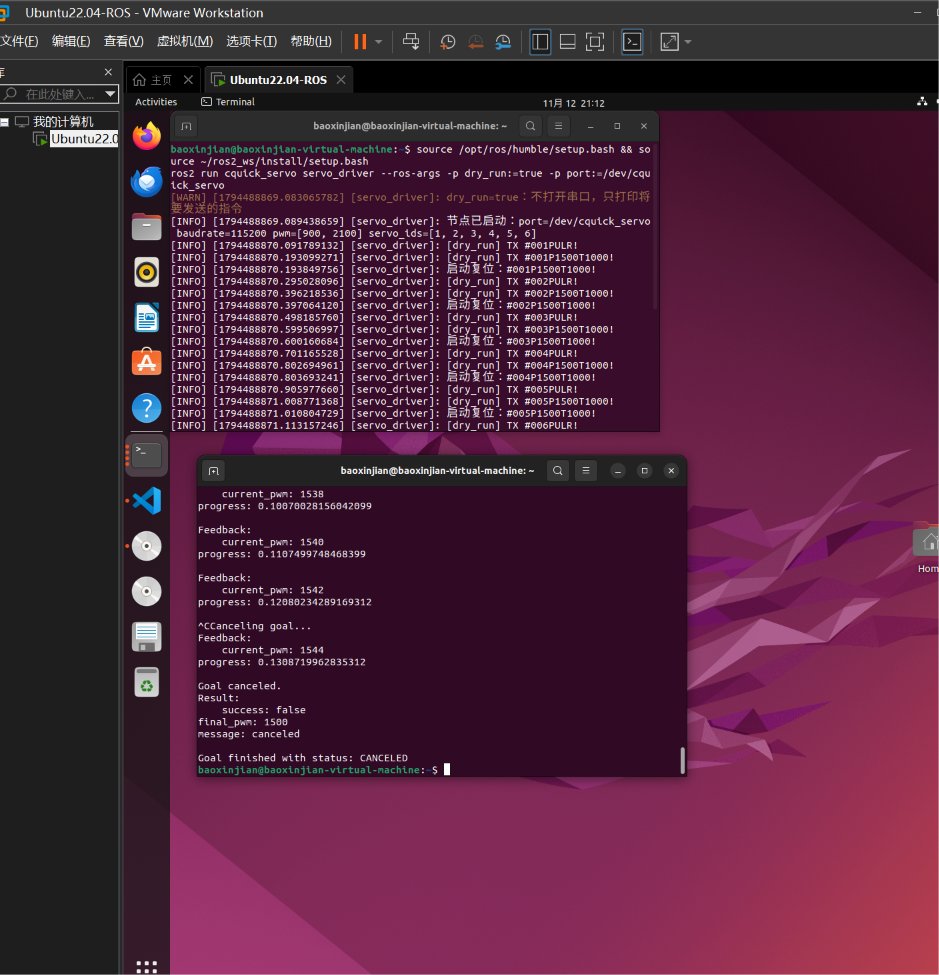 Ubuntu22.04-ROS - VMware Workstation
文件(F) 编辑(E) 查看(V) 虚拟机(M) 选项卡(T) 帮助(H)
库
在此处键入...
我的计算机
Ubuntu22.0
主页
Ubuntu22.04-ROS
Activities
Terminal
11月 12 21:12
baoxinjian@baoxinjian-virtual-machine: ~
baoxinjian@baoxinjian-virtual-machine:~$ source /opt/ros/humble/setup.bash && so
urce ~/ros2_ws/install/setup.bash
ros2 run cquick_servo servo_driver --ros-args -p dry_run:=true -p port:=/dev/cqu
ick_servo
[WARN] [1794488869.083065782] [servo_driver]: dry_run=true：不打开串口，只打印将
要发送的指令
[INFO] [1794488869.089438659] [servo_driver]: 节点已启动：port=/dev/cquick_servo
baudrate=115200 pwm=[900, 2100] servo_ids=[1, 2, 3, 4, 5, 6]
[INFO] [1794488870.091789132] [servo_driver]: [dry_run] TX #001PULR!
[INFO] [1794488870.193099271] [servo_driver]: [dry_run] TX #001P1500T1000!
[INFO] [1794488870.193849756] [servo_driver]: 启动复位：#001P1500T1000!
[INFO] [1794488870.295028096] [servo_driver]: [dry_run] TX #002PULR!
[INFO] [1794488870.396218536] [servo_driver]: [dry_run] TX #002P1500T1000!
[INFO] [1794488870.397064120] [servo_driver]: 启动复位：#002P1500T1000!
[INFO] [1794488870.498185760] [servo_driver]: [dry_run] TX #003PULR!
[INFO] [1794488870.599506997] [servo_driver]: [dry_run] TX #003P1500T1000!
[INFO] [1794488870.600160684] [servo_driver]: 启动复位：#003P1500T1000!
[INFO] [1794488870.701165528] [servo_driver]: [dry_run] TX #004PULR!
[INFO] [1794488870.802694961] [servo_driver]: [dry_run] TX #004P1500T1000!
[INFO] [1794488870.803693241] [servo_driver]: 启动复位：#004P1500T1000!
[INFO] [1794488870.905977660] [servo_driver]: [dry_run] TX #005PULR!
[INFO] [1794488871.008771368] [servo_driver]: [dry_run] TX #005P1500T1000!
[INFO] [1794488871.010804729] [servo_driver]: 启动复位：#005P1500T1000!
[INFO] [1794488871.113157246] [servo_driver]: [dry_run] TX #006PULR!
baoxinjian@baoxinjian-virtual-machine: ~
current_pwm: 1538
progress: 0.10070028156042099
Feedback:
current_pwm: 1540
progress: 0.1107499748468399
Feedback:
current_pwm: 1542
progress: 0.12080234289169312
^CCanceling goal...
Feedback:
current_pwm: 1544
progress: 0.1308719962835312
Goal canceled.
Result:
success: false
final_pwm: 1500
message: canceled
Goal finished with status: CANCELED
baoxinjian@baoxinjian-virtual-machine:~$
Hom